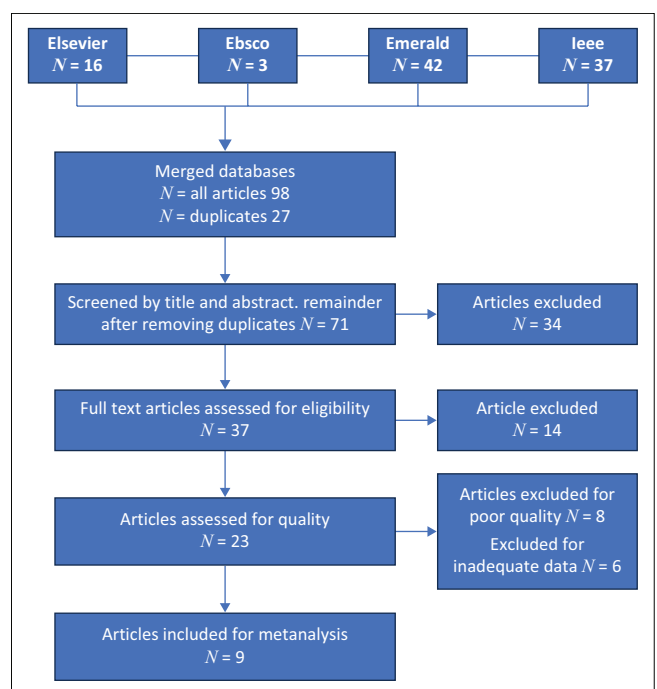 Elsevier
N = 16
Ebsco
N = 3
Emerald
N = 42
Ieee
N = 37
Merged databases
N = all articles 98
N = duplicates 27
Screened by title and abstract. remainder
after removing duplicates N = 71
Articles excluded
N = 34
Full text articles assessed for eligibility
N = 37
Article excluded
N = 14
Articles assessed for quality
N = 23
Articles excluded for
poor quality N = 8
Excluded for
inadequate data N = 6
Articles included for metanalysis
N = 9